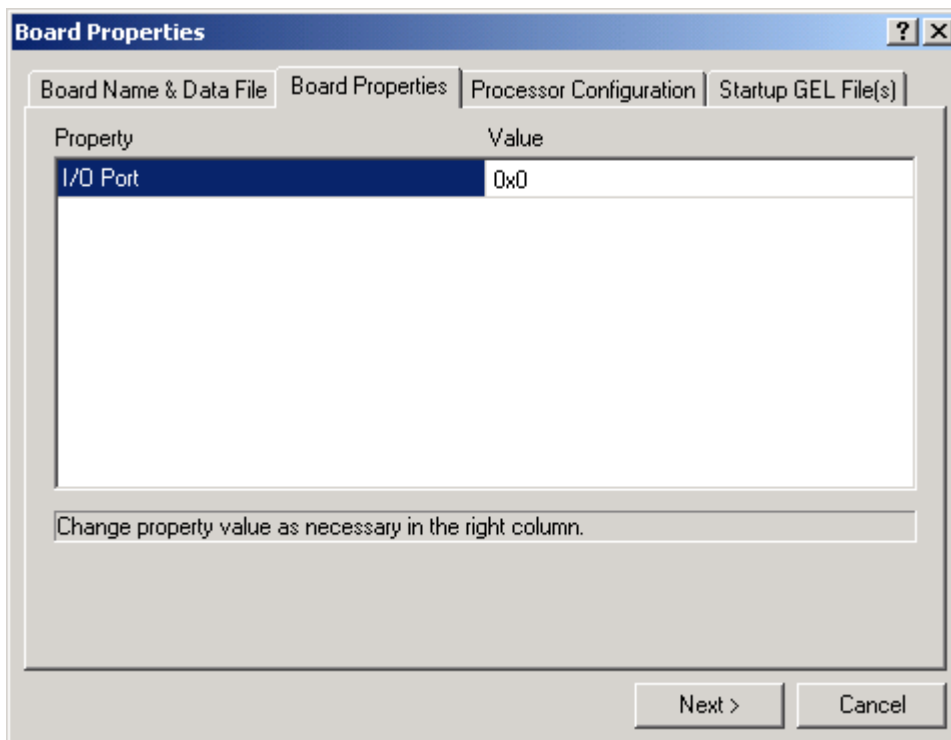 Board Properties
Board Name & Data File Board Properties Processor Configuration Startup GEL File(s)
Property Value
I/O Port 0x0
Change property value as necessary in the right column.
Next > Cancel